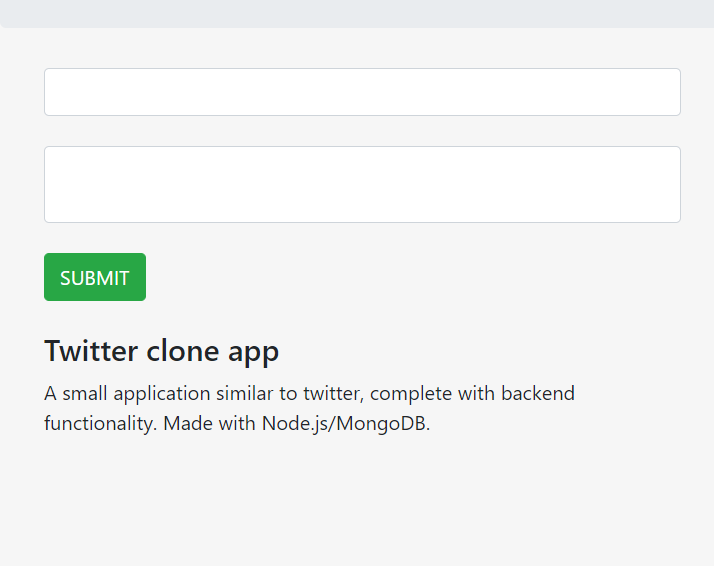 SUBMIT
Twitter clone app
A small application similar to twitter, complete with backend
functionality. Made with Node.js/MongoDB.